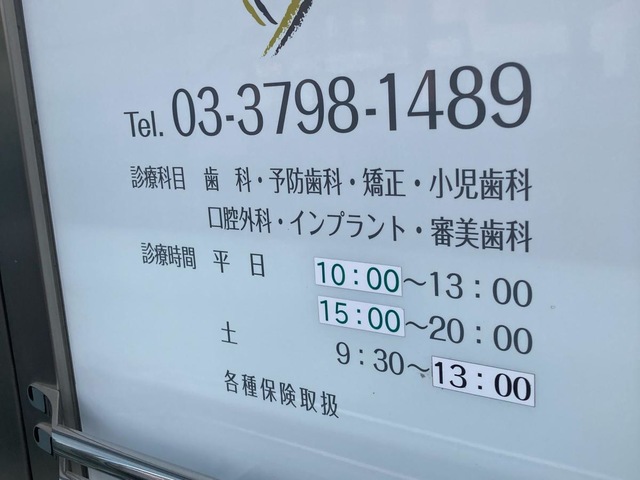 Tel. 03-3798-1489
診療科目 歯 科・予防歯科・矯正・小児歯科
口腔外科・インプラント・審美歯科
診療時間 平 日 10:00～13:00
15:00～20:00
土 9:30～13:00
各種保険取扱